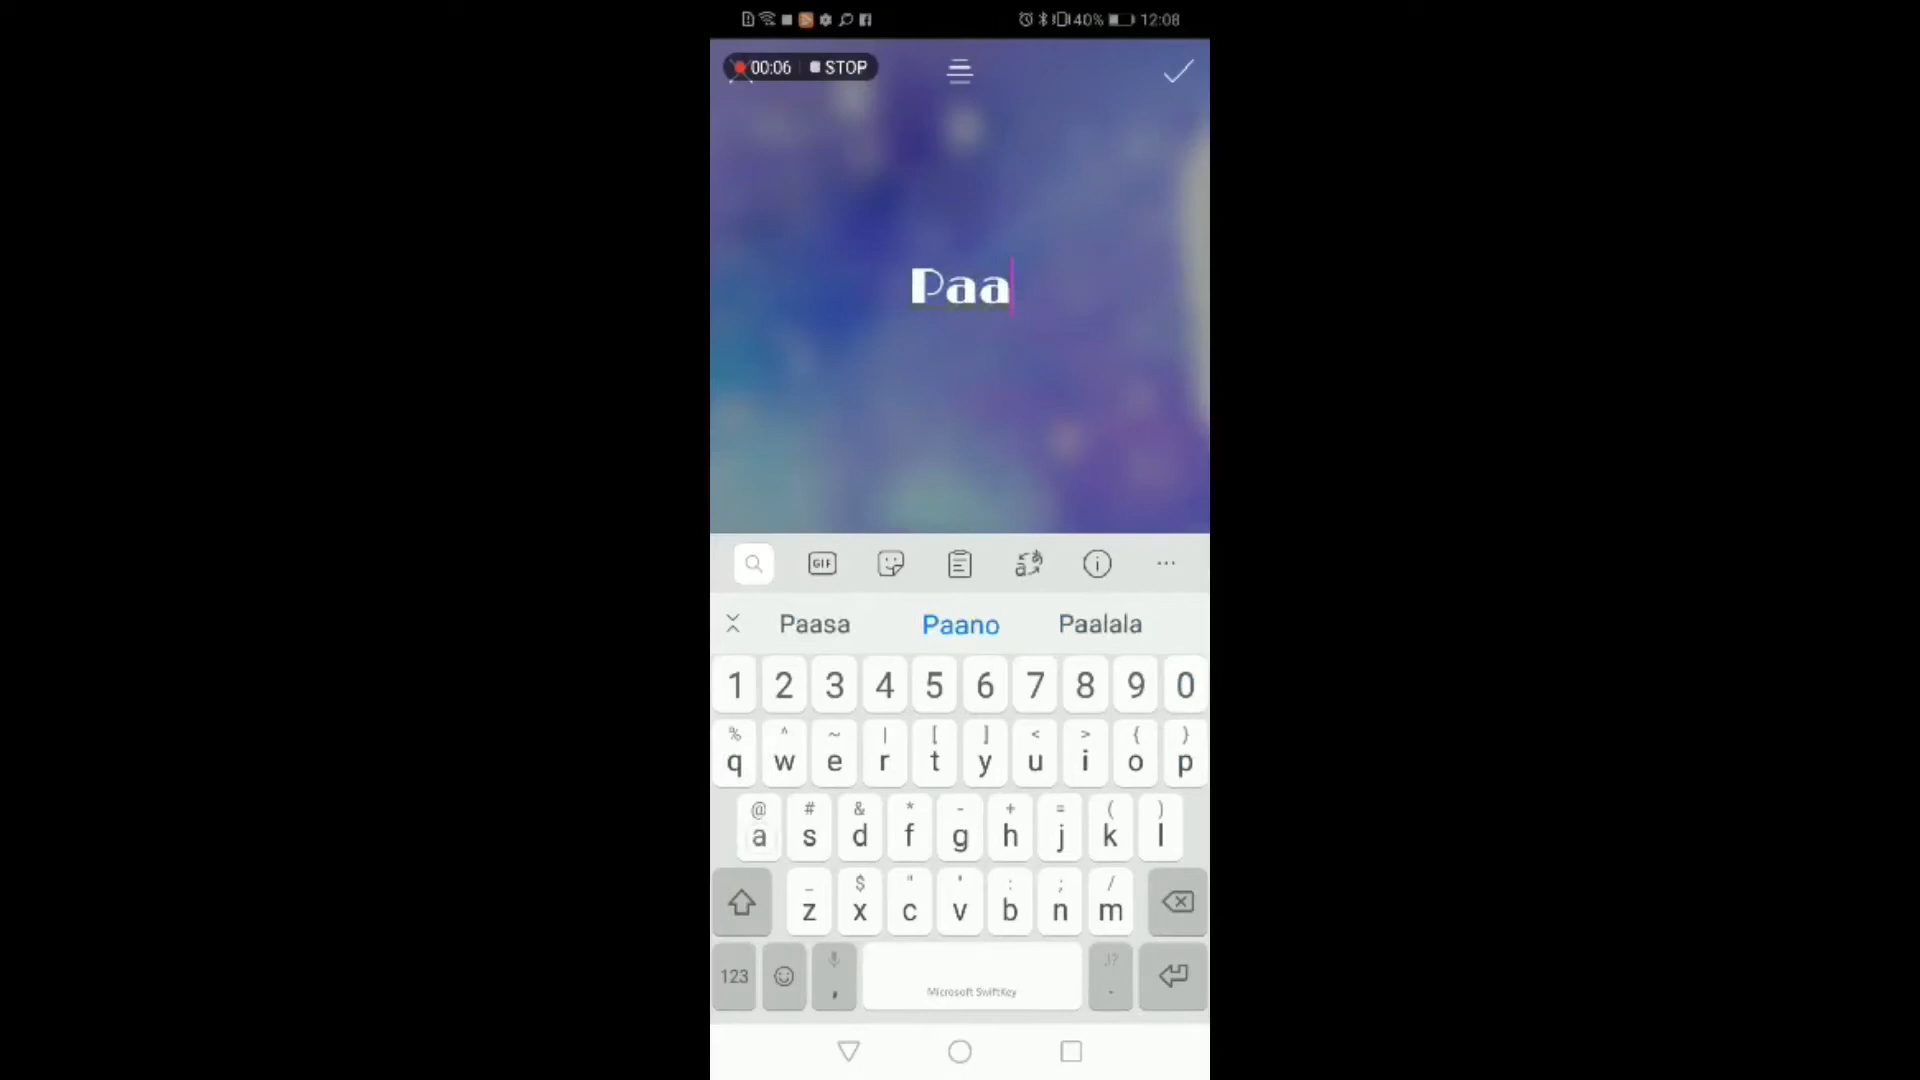 40% 12:08
00:06 STOP
Paa
GIF
Paasa Paano Paalala
1 2 3 4 5 6 7 8 9 0
% ^ ~ | [ ] < > { }
q w e r t y u i o p
@ # & * - + = ( )
a s d f g h j k l
_ $ " ' : ; /
z x c v b n m
123 , Microsoft SwiftKey .